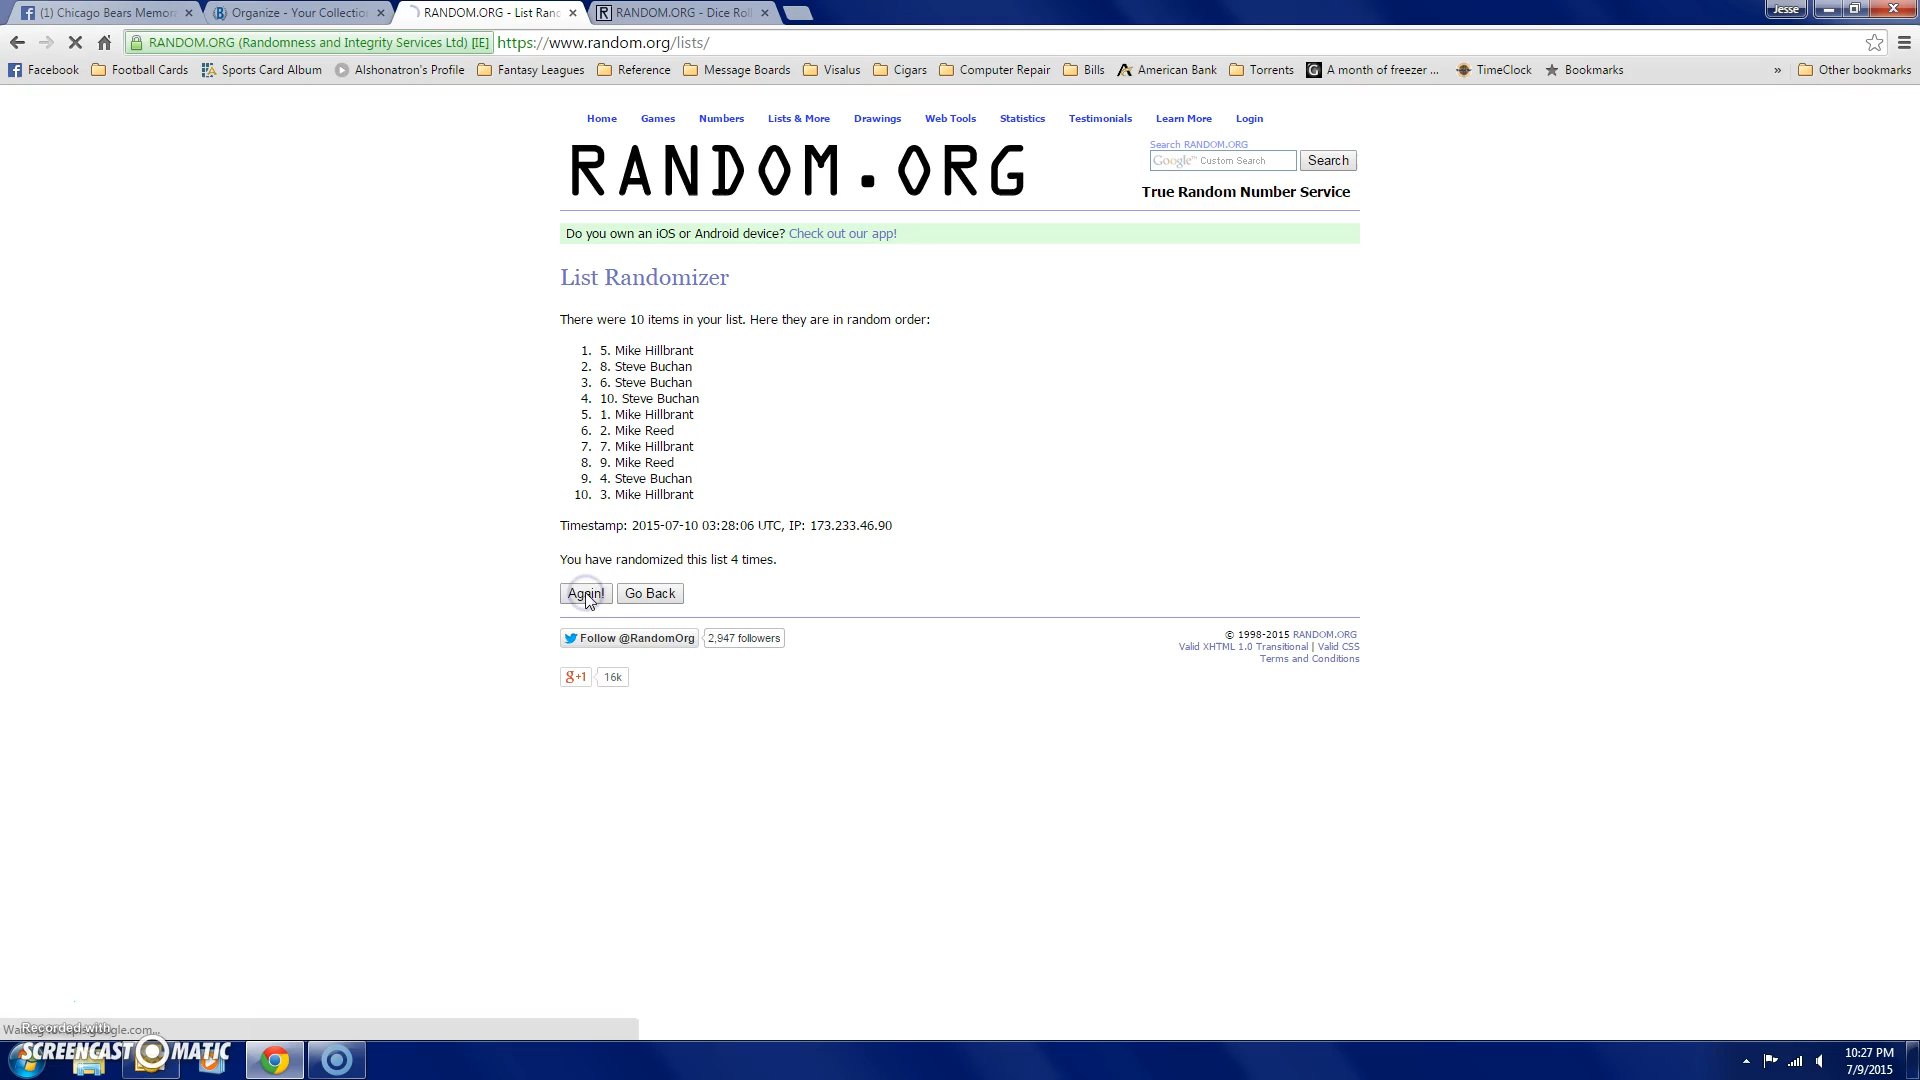 (1) Chicago Bears Memora
Organize - Your Collectio
RANDOM.ORG - List Rand
RANDOM.ORG - Dice Roll
Jesse
RANDOM.ORG (Randomness and Integrity Services Ltd) [IE]
https://www.random.org/lists/
Facebook
Football Cards
Sports Card Album
Alshonatron's Profile
Fantasy Leagues
Reference
Message Boards
Visalus
Cigars
Computer Repair
Bills
American Bank
Torrents
A month of freezer ...
TimeClock
Bookmarks
»
Other bookmarks
Home
Games
Numbers
Lists & More
Drawings
Web Tools
Statistics
Testimonials
Learn More
Login
RANDOM.ORG
Search RANDOM.ORG
Google™ Custom Search
Search
True Random Number Service
Do you own an iOS or Android device? Check out our app!
List Randomizer
There were 10 items in your list. Here they are in random order:
1. 5. Mike Hillbrant
2. 8. Steve Buchan
3. 6. Steve Buchan
4. 10. Steve Buchan
5. 1. Mike Hillbrant
6. 2. Mike Reed
7. 7. Mike Hillbrant
8. 9. Mike Reed
9. 4. Steve Buchan
10. 3. Mike Hillbrant
Timestamp: 2015-07-10 03:28:06 UTC, IP: 173.233.46.90
You have randomized this list 4 times.
Again!
Go Back
Follow @RandomOrg
2,947 followers
© 1998-2015 RANDOM.ORG
Valid XHTML 1.0 Transitional | Valid CSS
Terms and Conditions
g+1
16k
Recorded with
SCREENCAST MATIC
10:27 PM
7/9/2015